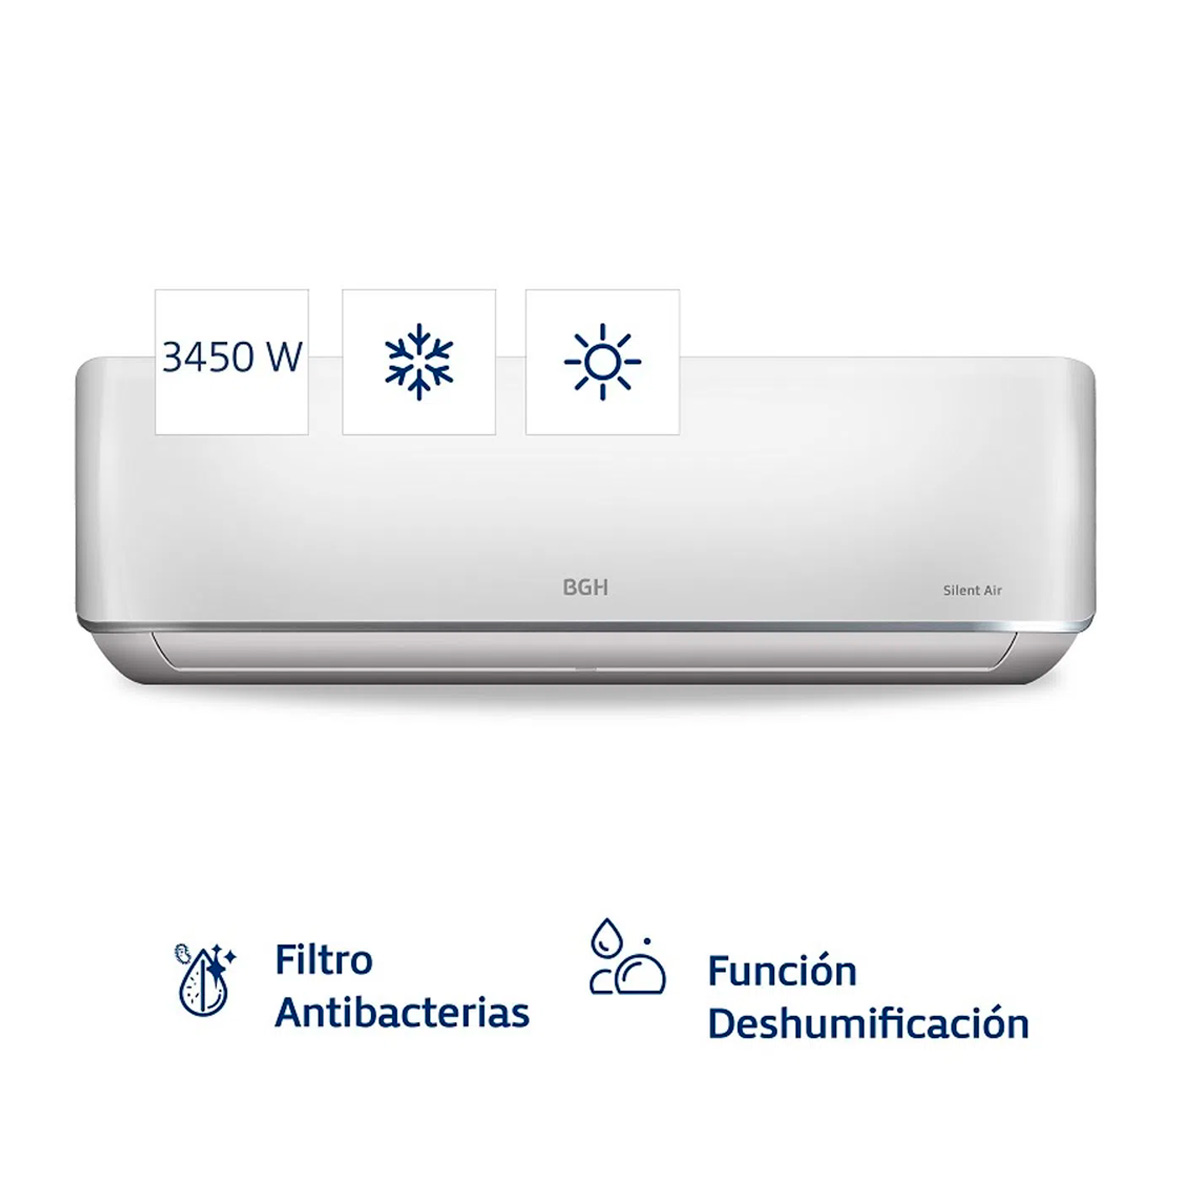 3450 W
BGH
Silent Air
Filtro
Antibacterias
Función
Deshumificación